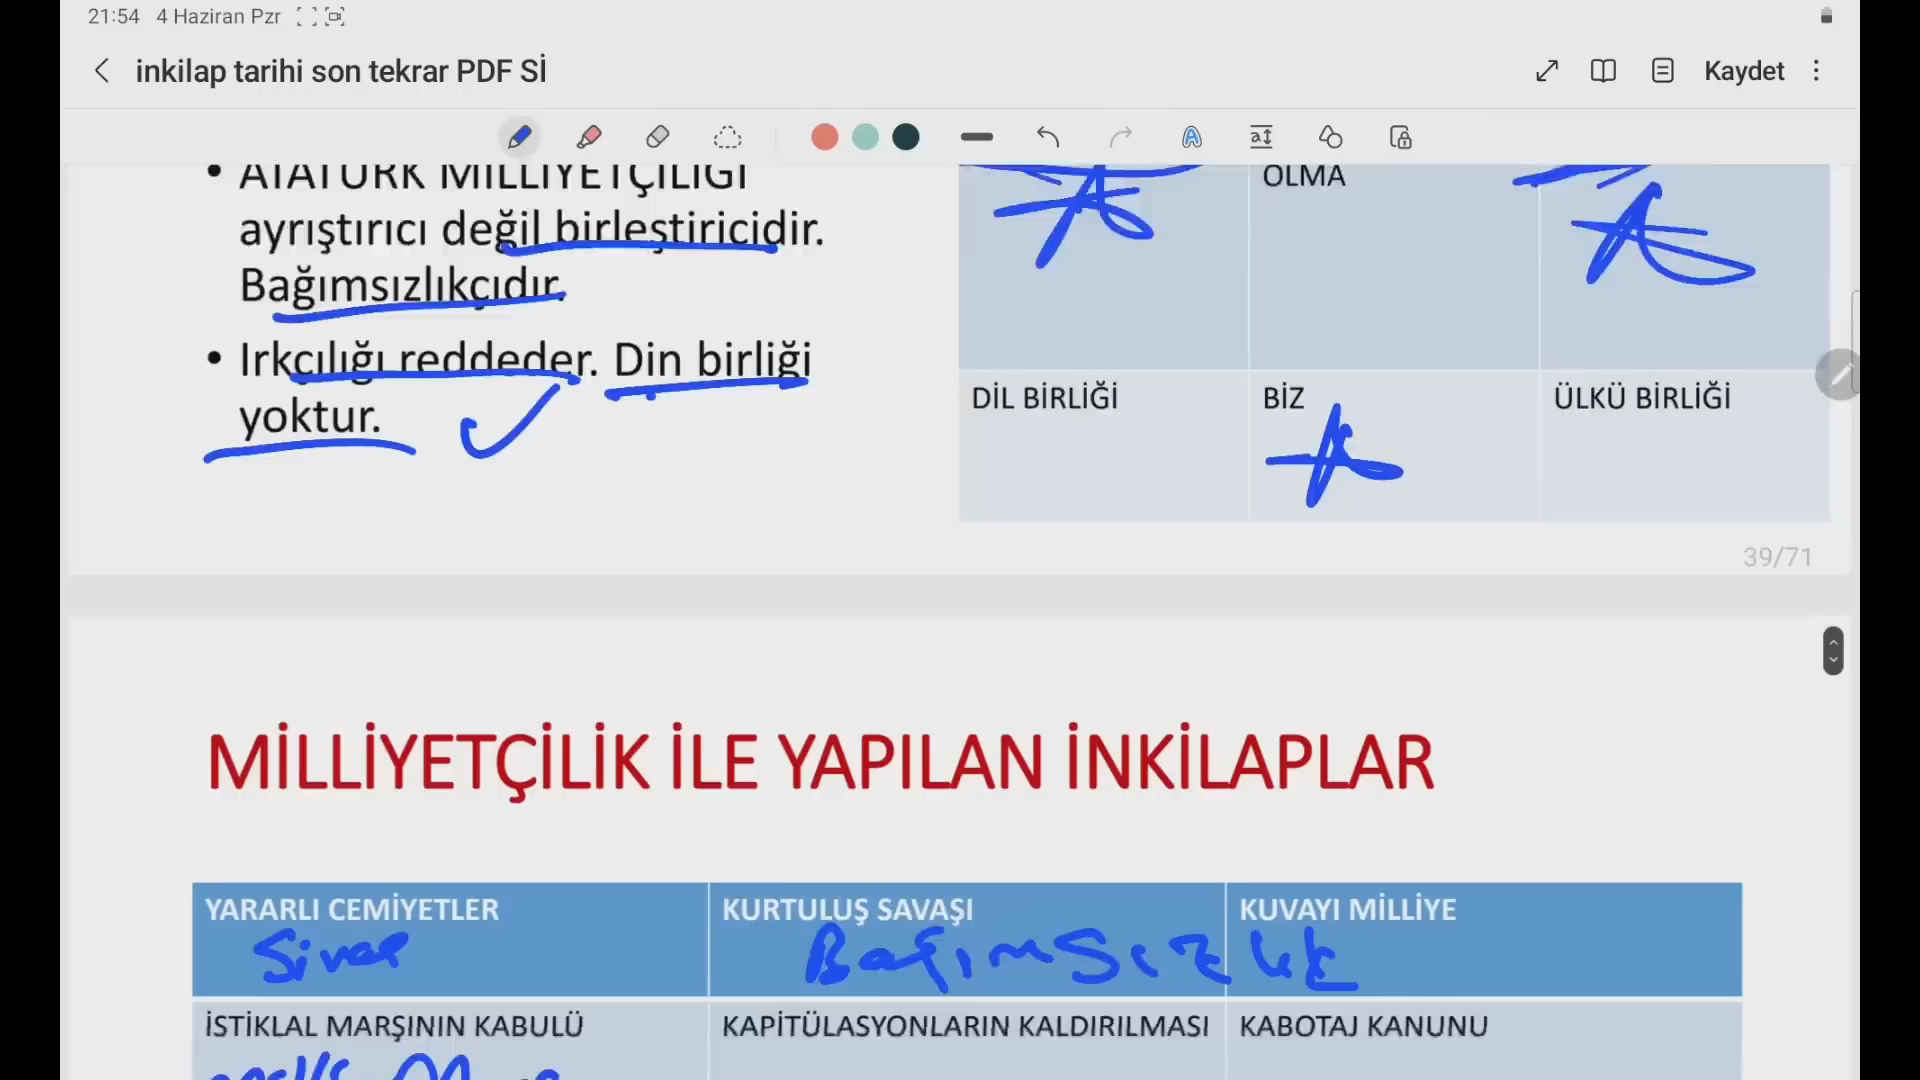 21:54 4 Haziran Pzr
inkilap tarihi son tekrar PDF Sİ
Kaydet
• ATATÜRK MİLLİYETÇİLİĞİ
ayrıştırıcı değil birleştiricidir.
Bağımsızlıkçıdır.
• Irkçılığı reddeder. Din birliği
yoktur.
OLMA
DİL BİRLİĞİ BİZ ÜLKÜ BİRLİĞİ
39/71
MİLLİYETÇİLİK İLE YAPILAN İNKİLAPLAR
YARARLI CEMİYETLER KURTULUŞ SAVAŞI KUVAYI MİLLİYE
Sivas Bağımsızlık
İSTİKLAL MARŞININ KABULÜ KAPİTÜLASYONLARIN KALDIRILMASI KABOTAJ KANUNU